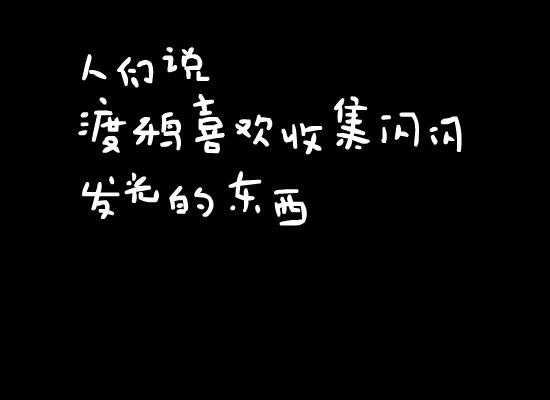 人们说
渡鸦喜欢收集闪闪
发光的东西